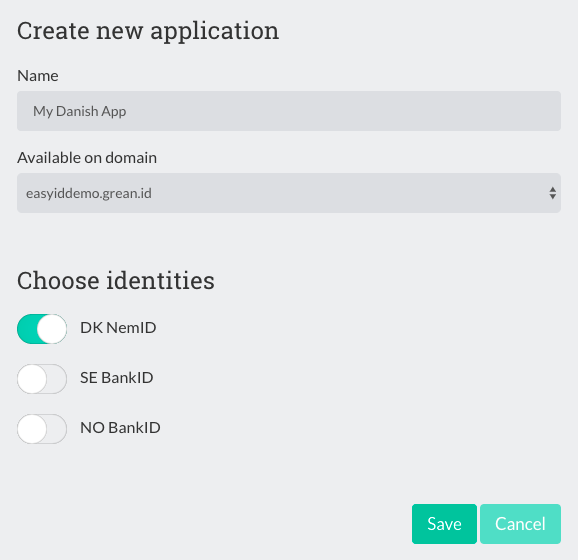 Create new application
Name
My Danish App
Available on domain
easyiddemo.grean.id
Choose identities
DK NemID
SE BankID
NO BankID
Save Cancel